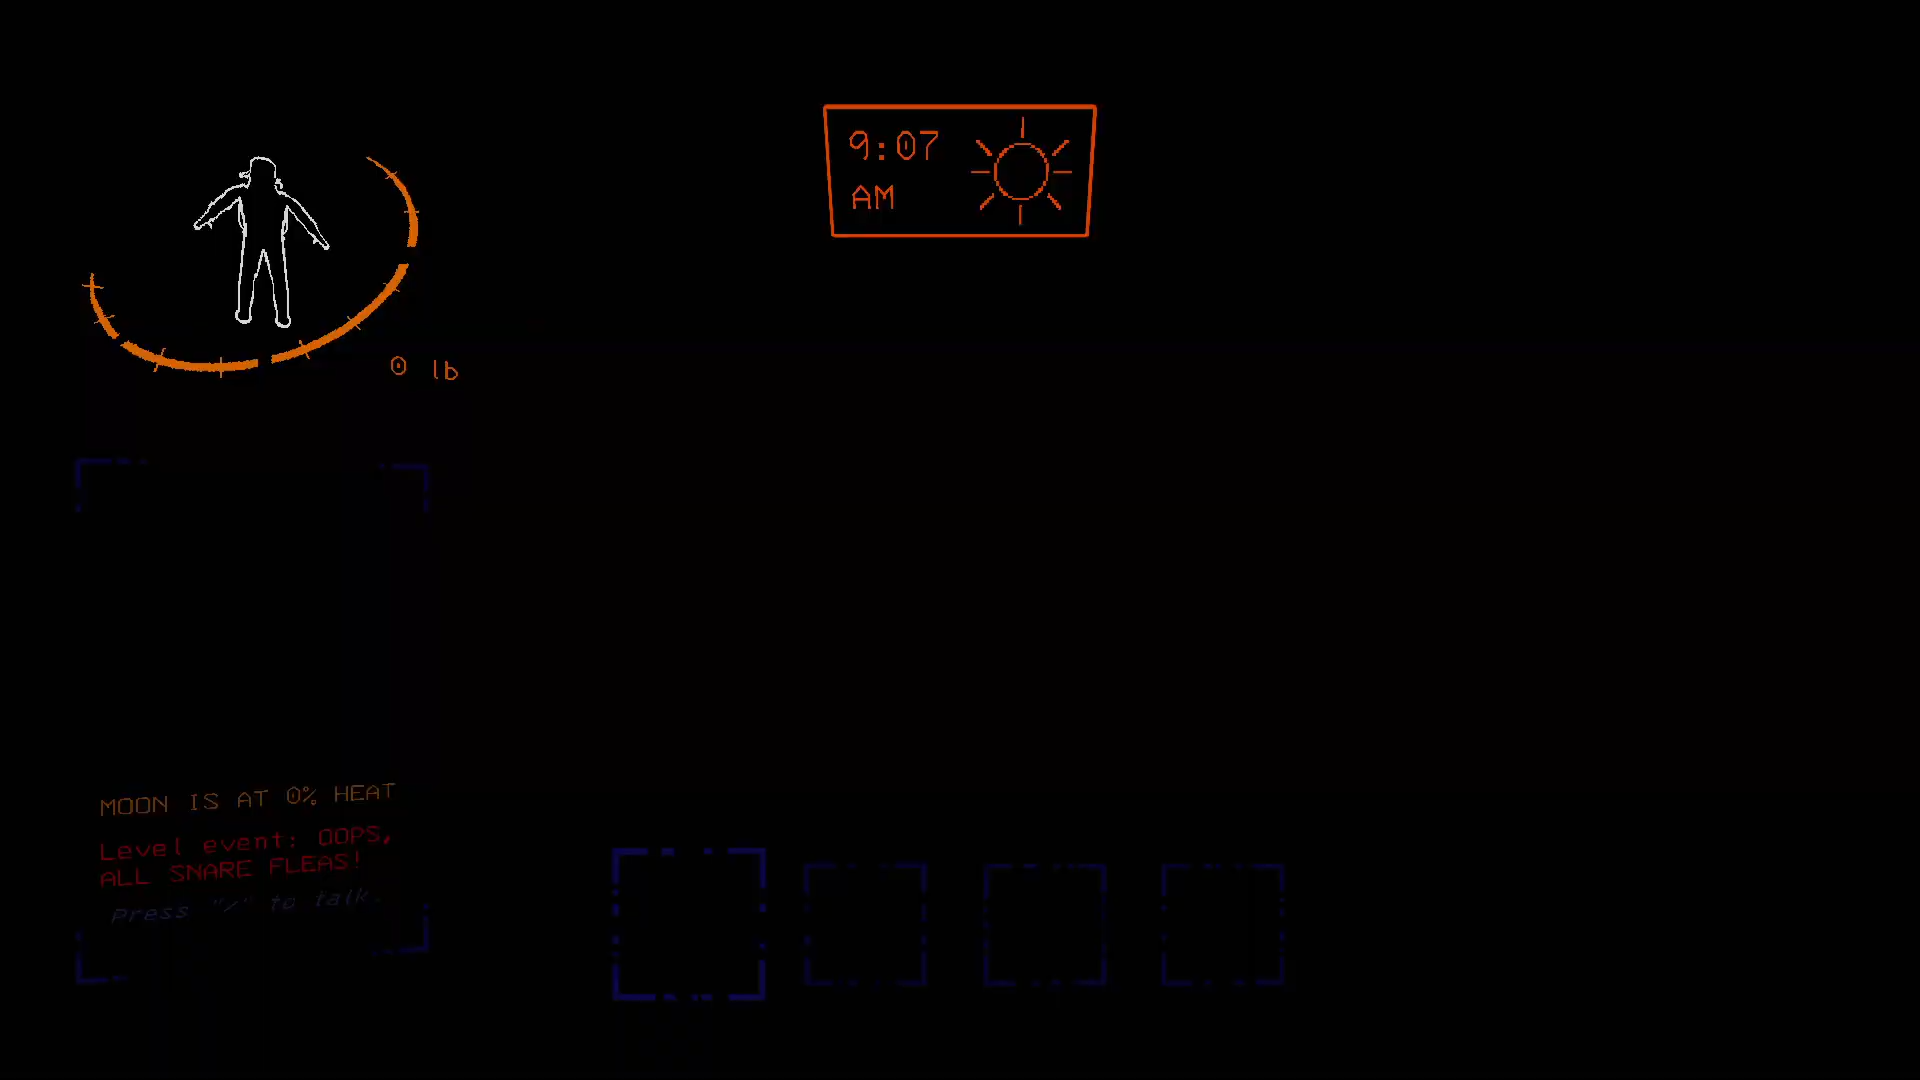 9:07
AM
0 lb
MOON IS AT 0% HEAT
Level event: OOPS,
ALL SNARE FLEAS!
Press "/" to talk.